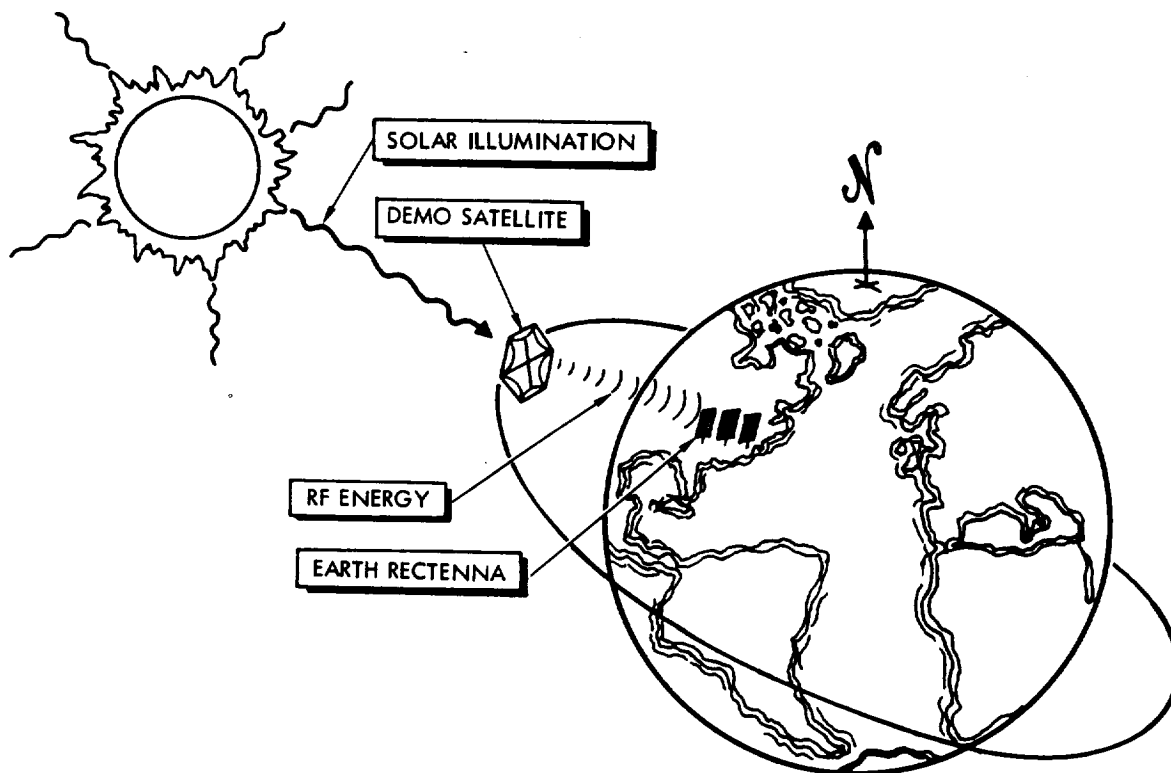 SOLAR ILLUMINATION
DEMO SATELLITE
N
RF ENERGY
EARTH RECTENNA